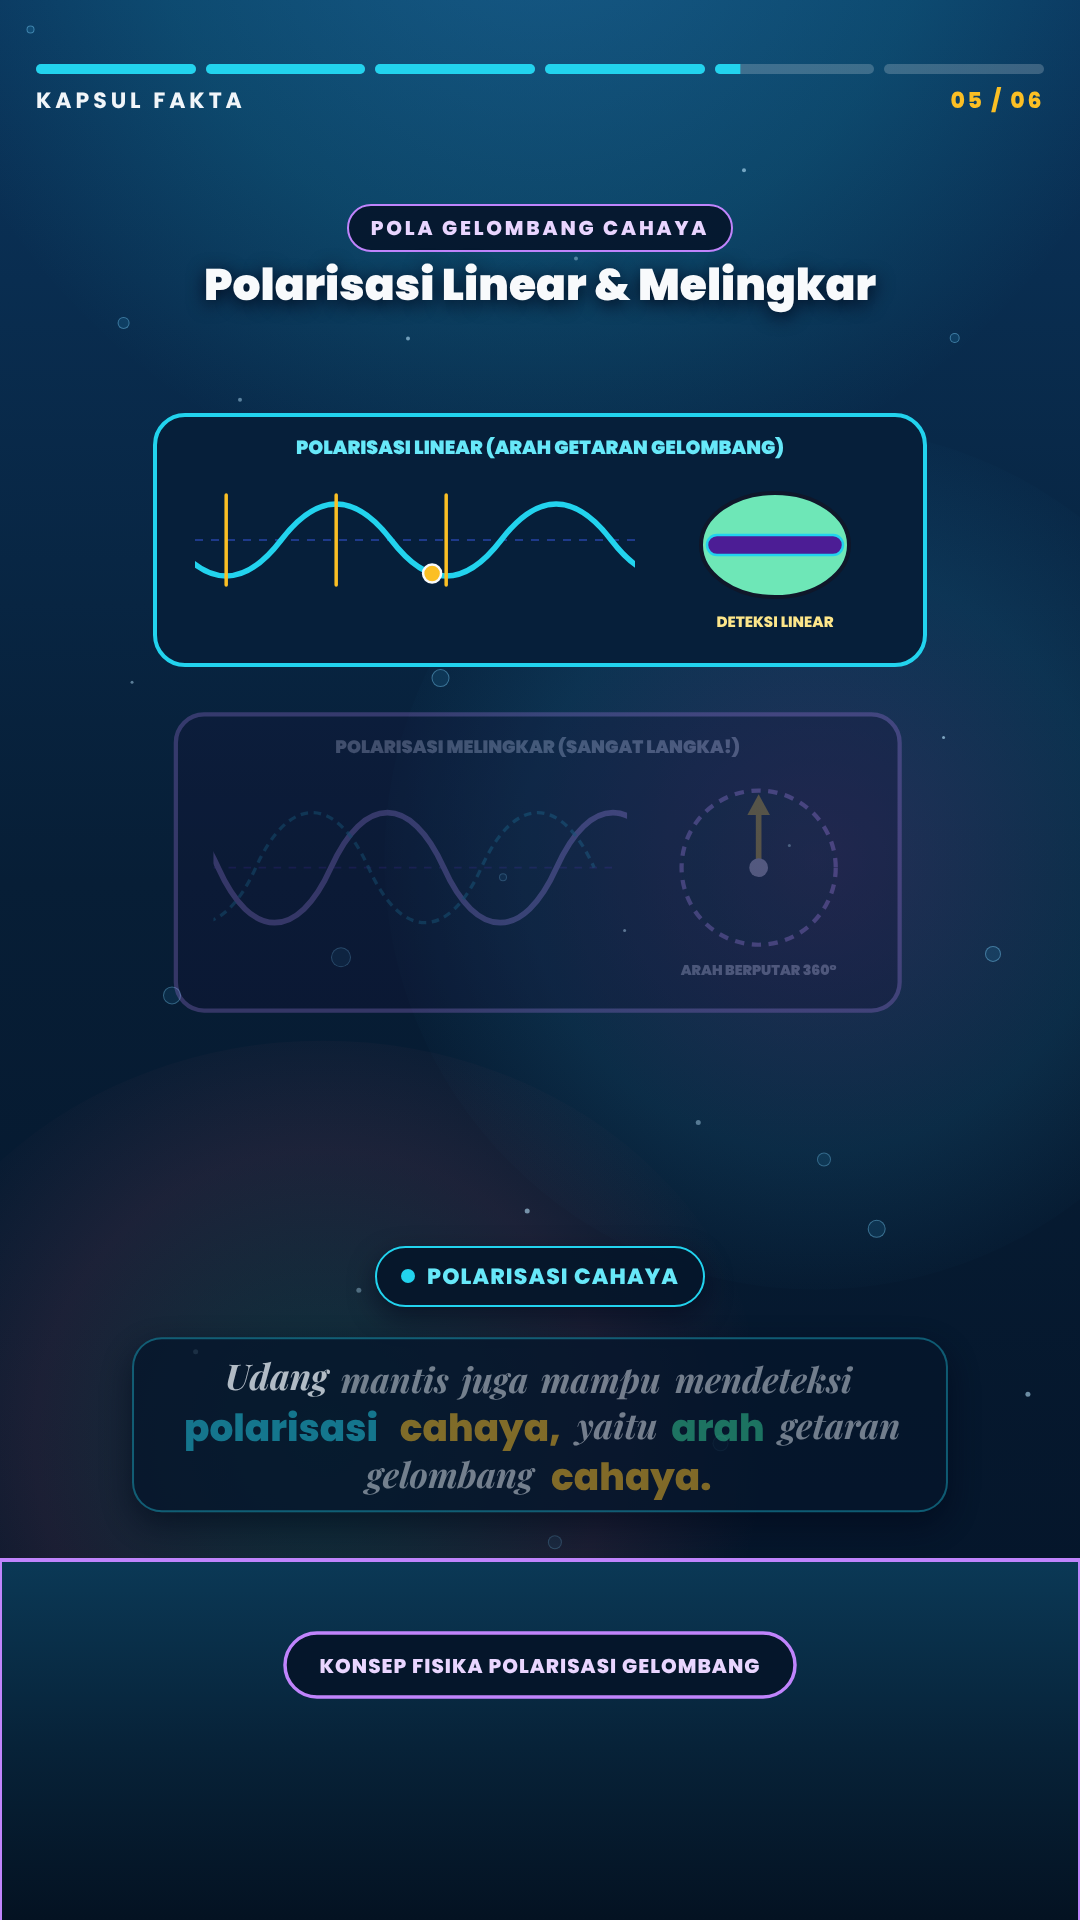 KAPSUL FAKTA
05 / 06
POLA GELOMBANG CAHAYA
Polarisasi Linear & Melingkar
POLARISASI LINEAR (ARAH GETARAN GELOMBANG)
DETEKSI LINEAR
POLARISASI MELINGKAR (SANGAT LANGKA!)
ARAH BERPUTAR 360°
POLARISASI CAHAYA
Udang mantis juga mampu mendeteksi
polarisasi cahaya, yaitu arah getaran
gelombang cahaya.
KONSEP FISIKA POLARISASI GELOMBANG